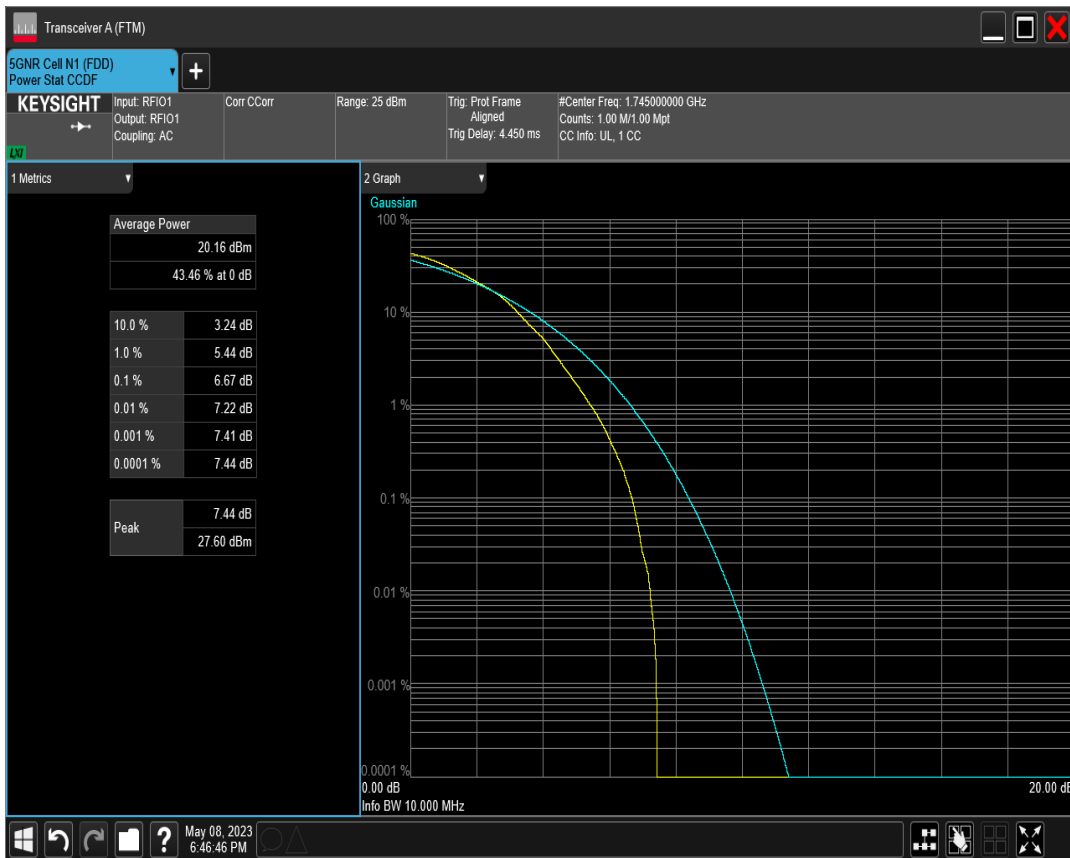 Transceiver A (FTM)
5GNR Cell N1 (FDD)
Power Stat CCDF
+
KEYSIGHT
LXI
Input: RFIO1
Output: RFIO1
Coupling: AC
Corr CCorr
Range: 25 dBm
Trig: Prot Frame
Aligned
Trig Delay: 4.450 ms
#Center Freq: 1.745000000 GHz
Counts: 1.00 M/1.00 Mpt
CC Info: UL, 1 CC
1 Metrics
Average Power
20.16 dBm
43.46 % at 0 dB
10.0 % 3.24 dB
1.0 % 5.44 dB
0.1 % 6.67 dB
0.01 % 7.22 dB
0.001 % 7.41 dB
0.0001 % 7.44 dB
Peak
7.44 dB
27.60 dBm
2 Graph
Gaussian
100 %
10 %
1 %
0.1 %
0.01 %
0.001 %
0.0001 %
0.00 dB 20.00 dB
Info BW 10.000 MHz
?
May 08, 2023
6:46:46 PM